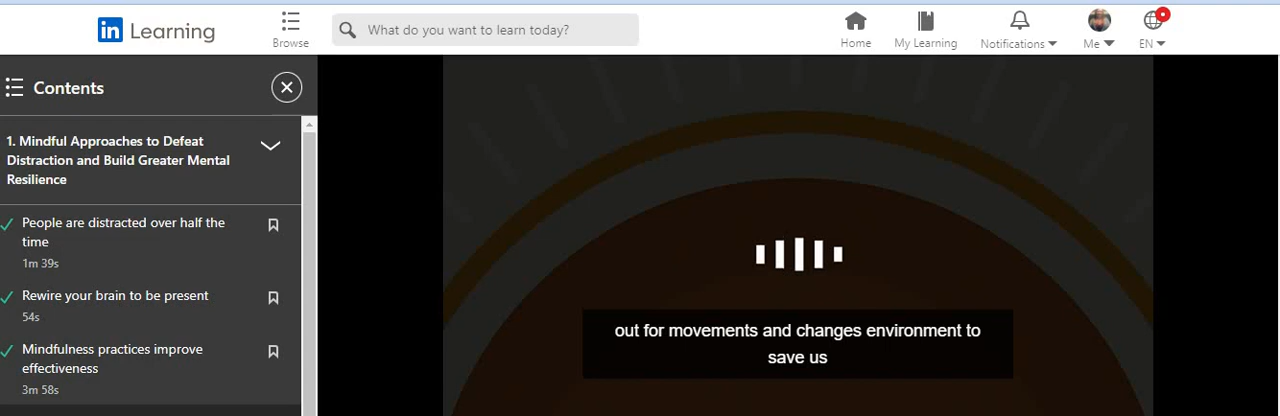 in Learning
Browse
What do you want to learn today?
Home
My Learning
Notifications
Me
EN
Contents
1. Mindful Approaches to Defeat
Distraction and Build Greater Mental
Resilience
People are distracted over half the
time
1m 39s
Rewire your brain to be present
54s
Mindfulness practices improve
effectiveness
3m 58s
out for movements and changes environment to
save us